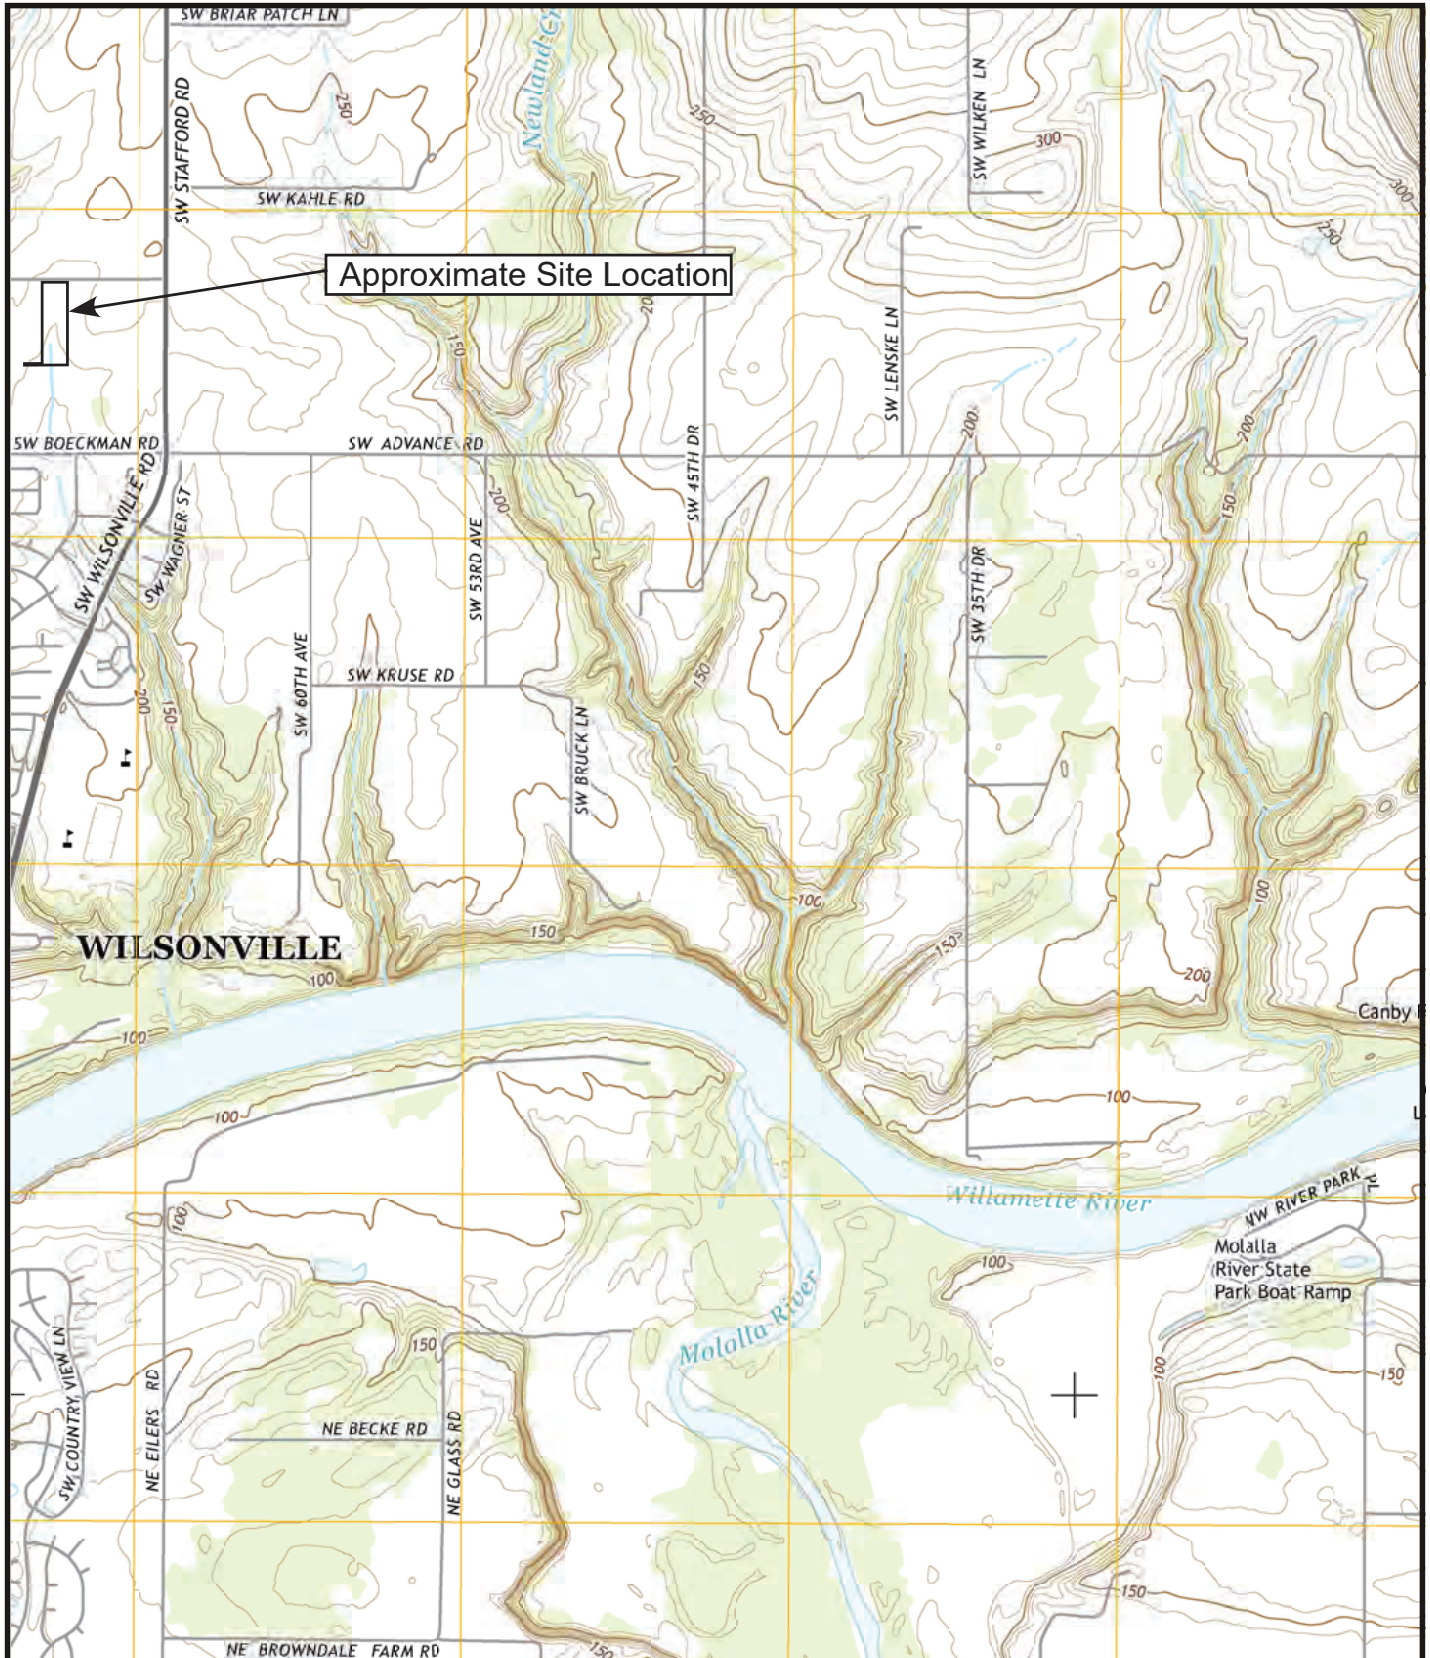 SW BRIAR PATCH LN
Newland Cr
SW STAFFORD RD
250
250
SW WILKEN LN
300
300
250
SW KAHLE RD
Approximate Site Location
150
SW LENSKE LN
200
200
SW BOECKMAN RD
SW ADVANCE RD
SW 45TH DR
200
150
SW WILSONVILLE RD
SW WAGNER ST
SW 53RD AVE
SW 35TH DR
SW 60TH AVE
SW KRUSE RD
150
200
150
SW BRUCK LN
100
100
WILSONVILLE
150
150
100
200
Canby
100
100
100
Willamette River
NW RIVER PARK PL
100
Molalla
River State
Park Boat Ramp
100
Molalla River
150
SW COUNTRY VIEW LN
NE EILERS RD
NE BECKE RD
NE GLASS RD
100
150
150
NE BROWNDALE FARM RD
150